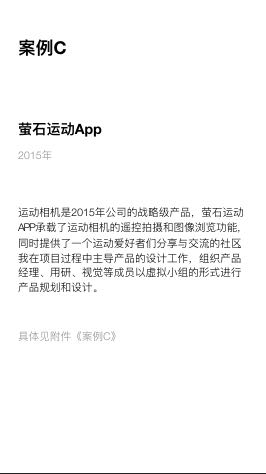 案例C
萤石运动App
2015年
运动相机是2015年公司的战略级产品，萤石运动
APP承载了运动相机的遥控拍摄和图像浏览功能,
同时提供了一个运动爱好者们分享与交流的社区
我在项目过程中主导产品的设计工作，组织产品
经理、用研、视觉等成员以虚拟小组的形式进行
产品规划和设计。
具体见附件《案例C》